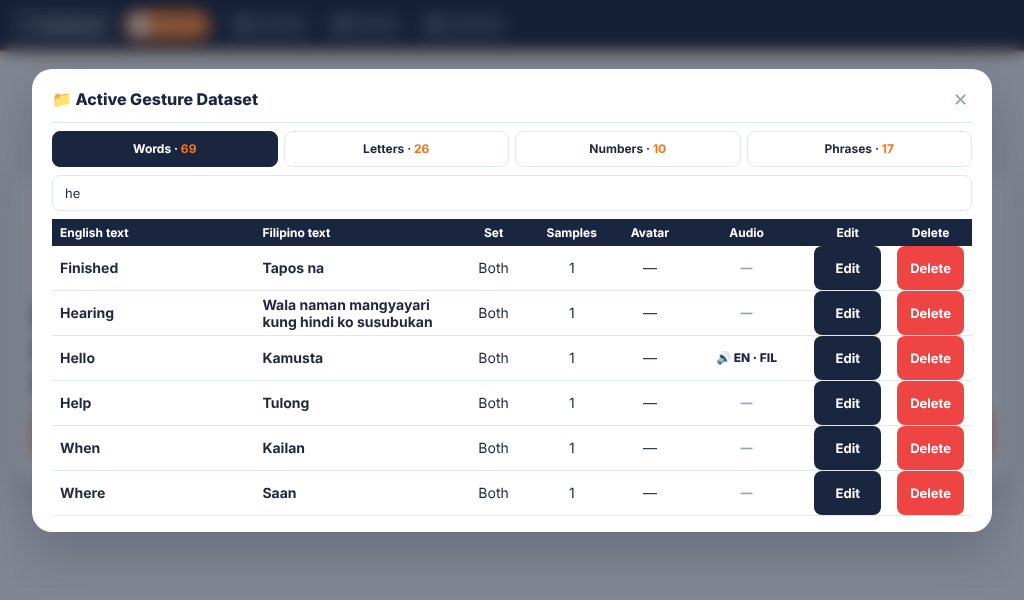 📁 Active Gesture Dataset ✕
Words · 69 Letters · 26 Numbers · 10 Phrases · 17
he
English text Filipino text Set Samples Avatar Audio Edit Delete
Finished Tapos na Both 1 — — Edit Delete
Hearing Wala naman mangyayari
kung hindi ko susubukan Both 1 — — Edit Delete
Hello Kamusta Both 1 — 🔊 EN · FIL Edit Delete
Help Tulong Both 1 — — Edit Delete
When Kailan Both 1 — — Edit Delete
Where Saan Both 1 — — Edit Delete